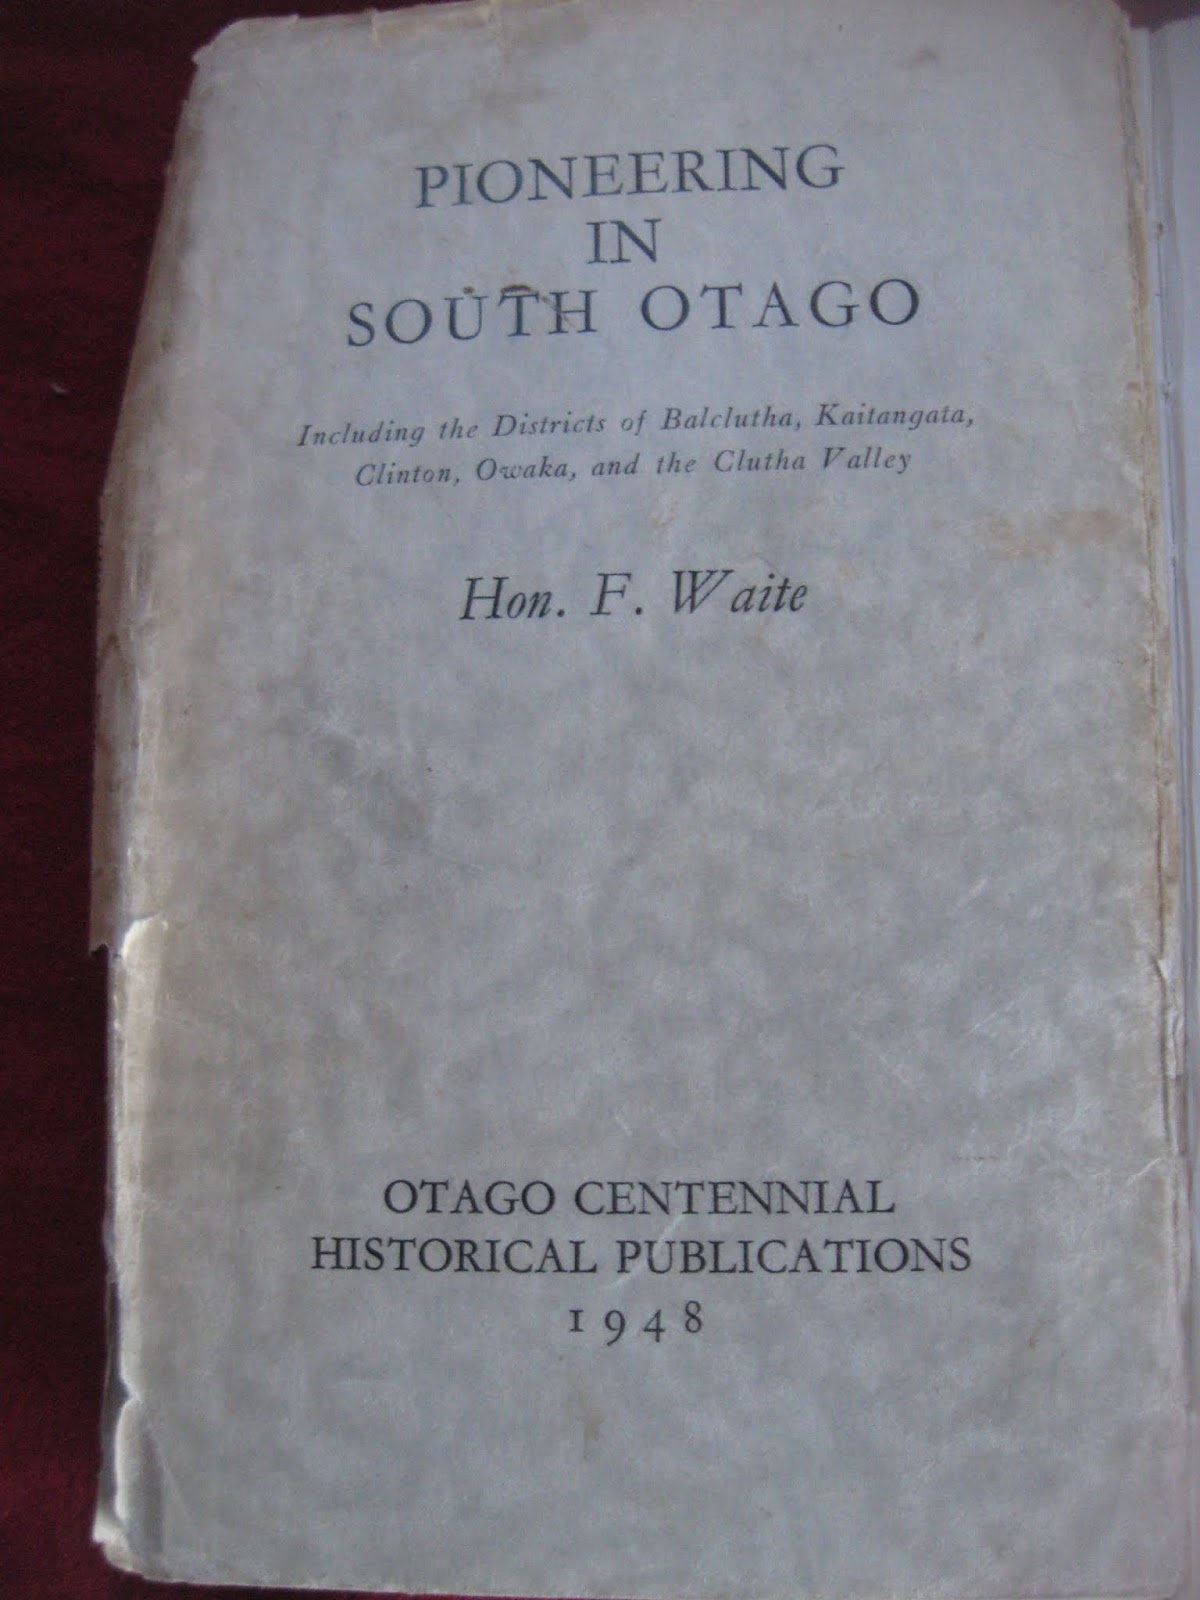 PIONEERING
IN
SOUTH OTAGO
Including the Districts of Balclutha, Kaitangata,
Clinton, Owaka, and the Clutha Valley
Hon. F. Waite
OTAGO CENTENNIAL
HISTORICAL PUBLICATIONS
1948